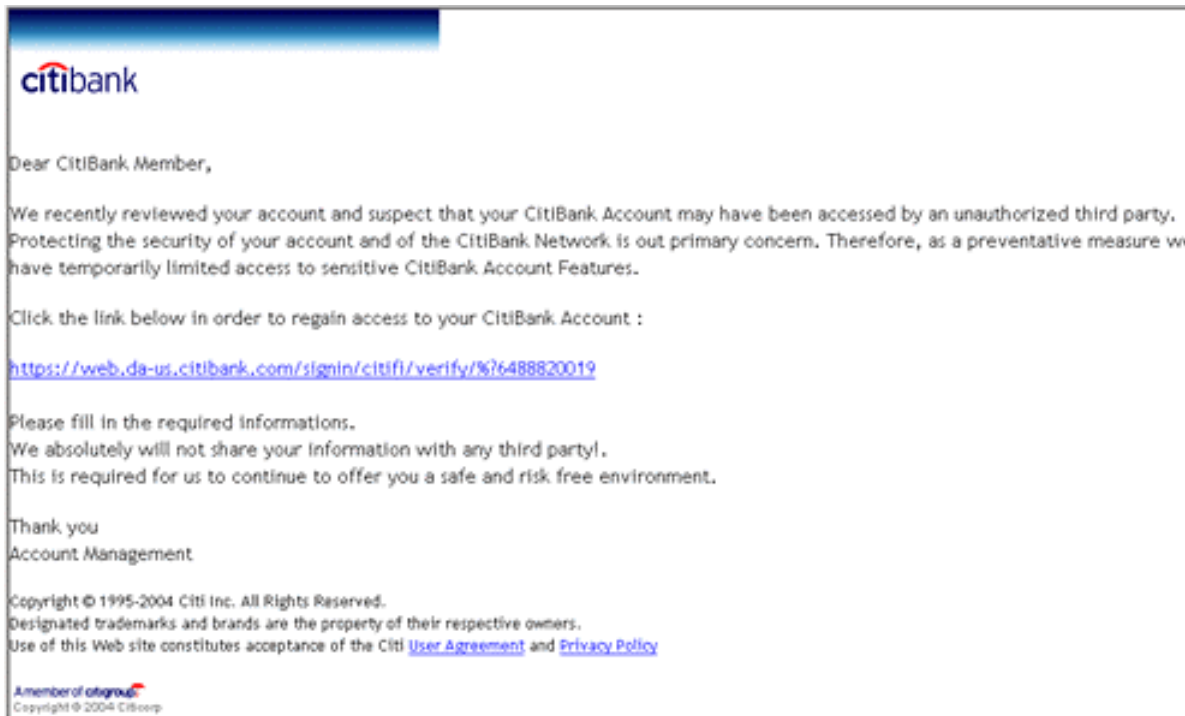 citibank
Dear CitiBank Member,
We recently reviewed your account and suspect that your CitiBank Account may have been accessed by an unauthorized third party.
Protecting the security of your account and of the CitiBank Network is out primary concern. Therefore, as a preventative measure we
have temporarily limited access to sensitive CitiBank Account Features.
Click the link below in order to regain access to your CitiBank Account :
https://web.da-us.citibank.com/signin/citifi/verify/%?6488820019
Please fill in the required informations.
We absolutely will not share your information with any third party!.
This is required for us to continue to offer you a safe and risk free environment.
Thank you
Account Management
Copyright © 1995-2004 Citi Inc. All Rights Reserved.
Designated trademarks and brands are the property of their respective owners.
Use of this Web site constitutes acceptance of the Citi User Agreement and Privacy Policy
A member of citigroup
Copyright © 2004 Citicorp